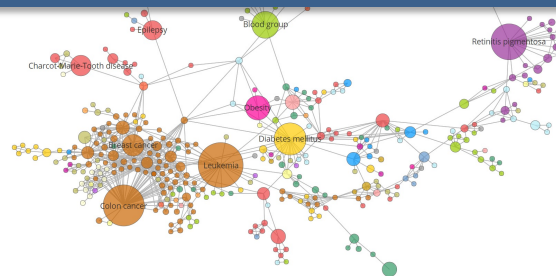 Blood group
Epilepsy
Retinitis pigmentosa
Charcot-Marie-Tooth disease
Obesity
Diabetes mellitus
Breast cancer
Leukemia
Colon cancer